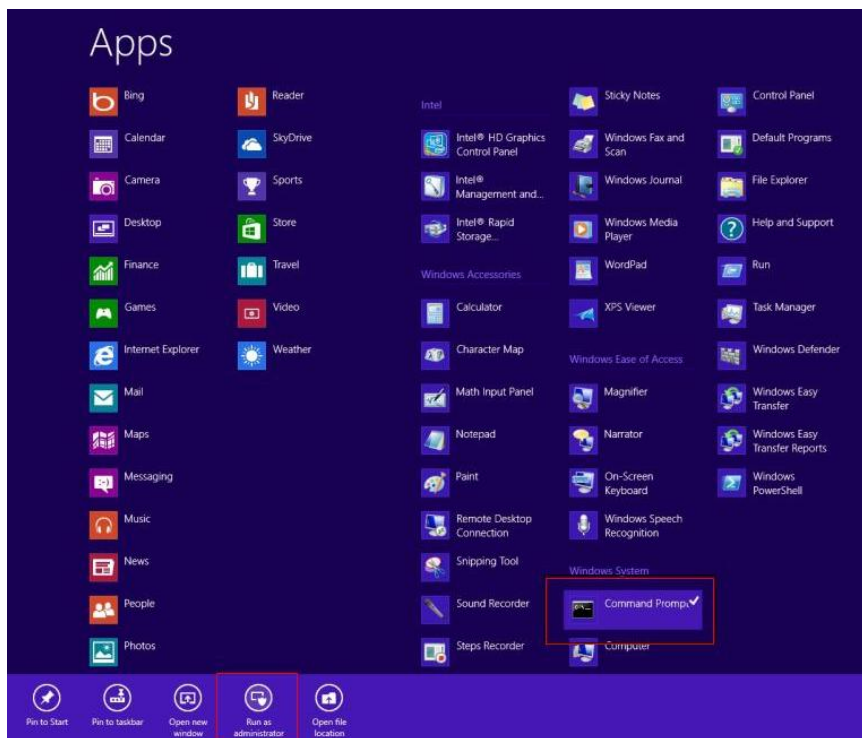 Apps
Bing
Calendar
Camera
Desktop
Finance
Games
Internet Explorer
Mail
Maps
Messaging
Music
News
People
Photos
Reader
SkyDrive
Sports
Store
Travel
Video
Weather
Intel
Intel® HD Graphics
Control Panel
Intel®
Management and...
Intel® Rapid
Storage...
Windows Accessories
Calculator
Character Map
Math Input Panel
Notepad
Paint
Remote Desktop
Connection
Snipping Tool
Sound Recorder
Steps Recorder
Sticky Notes
Windows Fax and
Scan
Windows Journal
Windows Media
Player
WordPad
XPS Viewer
Windows Ease of Access
Magnifier
Narrator
On-Screen
Keyboard
Windows Speech
Recognition
Windows System
Command Prompt
Computer
Control Panel
Default Programs
File Explorer
Help and Support
Run
Task Manager
Windows Defender
Windows Easy
Transfer
Windows Easy
Transfer Reports
Windows
PowerShell
Pin to Start
Pin to taskbar
Open new
window
Run as
administrator
Open file
location